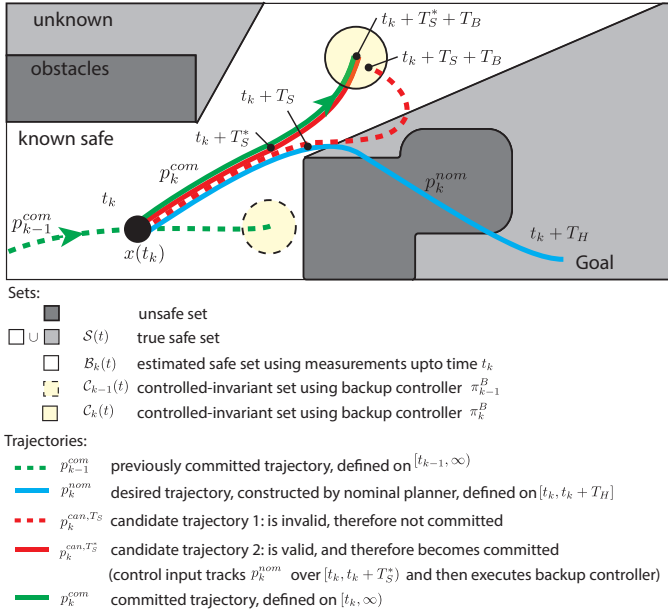 unknown
obstacles
known safe
t_k + T_S^* + T_B
t_k + T_S + T_B
t_k + T_S
t_k + T_S^*
p_k^{com}
t_k
p_{k-1}^{com}
x(t_k)
p_k^{nom}
t_k + T_H
Goal
Sets:
unsafe set
□ ∪ S(t) true safe set
B_k(t) estimated safe set using measurements upto time t_k
C_{k-1}(t) controlled-invariant set using backup controller π_{k-1}^B
C_k(t) controlled-invariant set using backup controller π_k^B
Trajectories:
p_{k-1}^{com} previously committed trajectory, defined on [t_{k-1}, ∞)
p_k^{nom} desired trajectory, constructed by nominal planner, defined on [t_k, t_k + T_H]
p_k^{can,T_S} candidate trajectory 1: is invalid, therefore not committed
p_k^{can,T_S^*} candidate trajectory 2: is valid, and therefore becomes committed
(control input tracks p_k^{nom} over [t_k, t_k + T_S^*) and then executes backup controller)
p_k^{com} committed trajectory, defined on [t_k, ∞)